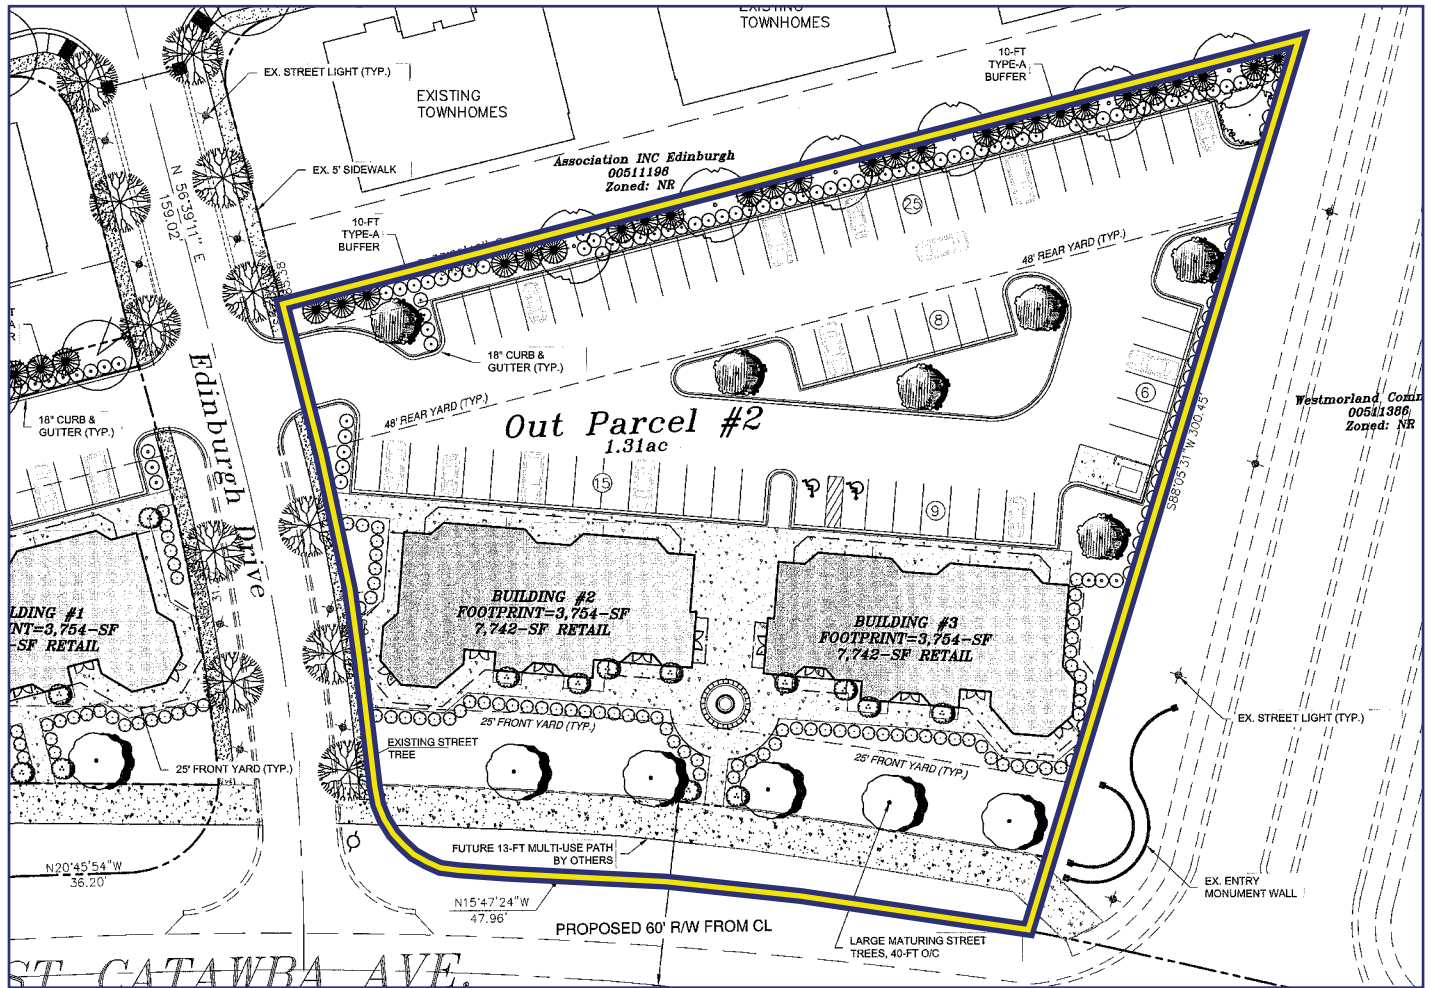 EXISTING
TOWNHOMES
EX. STREET LIGHT (TYP.)
10-FT
TYPE-A
BUFFER
EXISTING
TOWNHOMES
Association INC Edinburgh
00511196
Zoned: NR
EX. 5' SIDEWALK
N 56°39'11" E
159.02'
10-FT
TYPE-A
BUFFER
25
48' REAR YARD (TYP.)
8
18" CURB &
GUTTER (TYP.)
6
Edinburgh Drive
48' REAR YARD (TYP.)
Out Parcel #2
1.31ac
Westmorland Com
00511386
Zoned: NR
18" CURB &
GUTTER (TYP.)
S88°05'31"W 300.45'
15
9
BUILDING #2
FOOTPRINT=3,754-SF
7,742-SF RETAIL
LDING #1
NT=3,754-SF
-SF RETAIL
BUILDING #3
FOOTPRINT=3,754-SF
7,742-SF RETAIL
25' FRONT YARD (TYP.)
EX. STREET LIGHT (TYP.)
EXISTING STREET
TREE
25' FRONT YARD (TYP.)
25' FRONT YARD (TYP.)
FUTURE 13-FT MULTI-USE PATH
BY OTHERS
N20°45'54"W
36.20'
EX. ENTRY
MONUMENT WALL
N15°47'24"W
47.96'
PROPOSED 60' R/W FROM CL
LARGE MATURING STREET
TREES, 40-FT O/C
ST CATAWBA AVE.